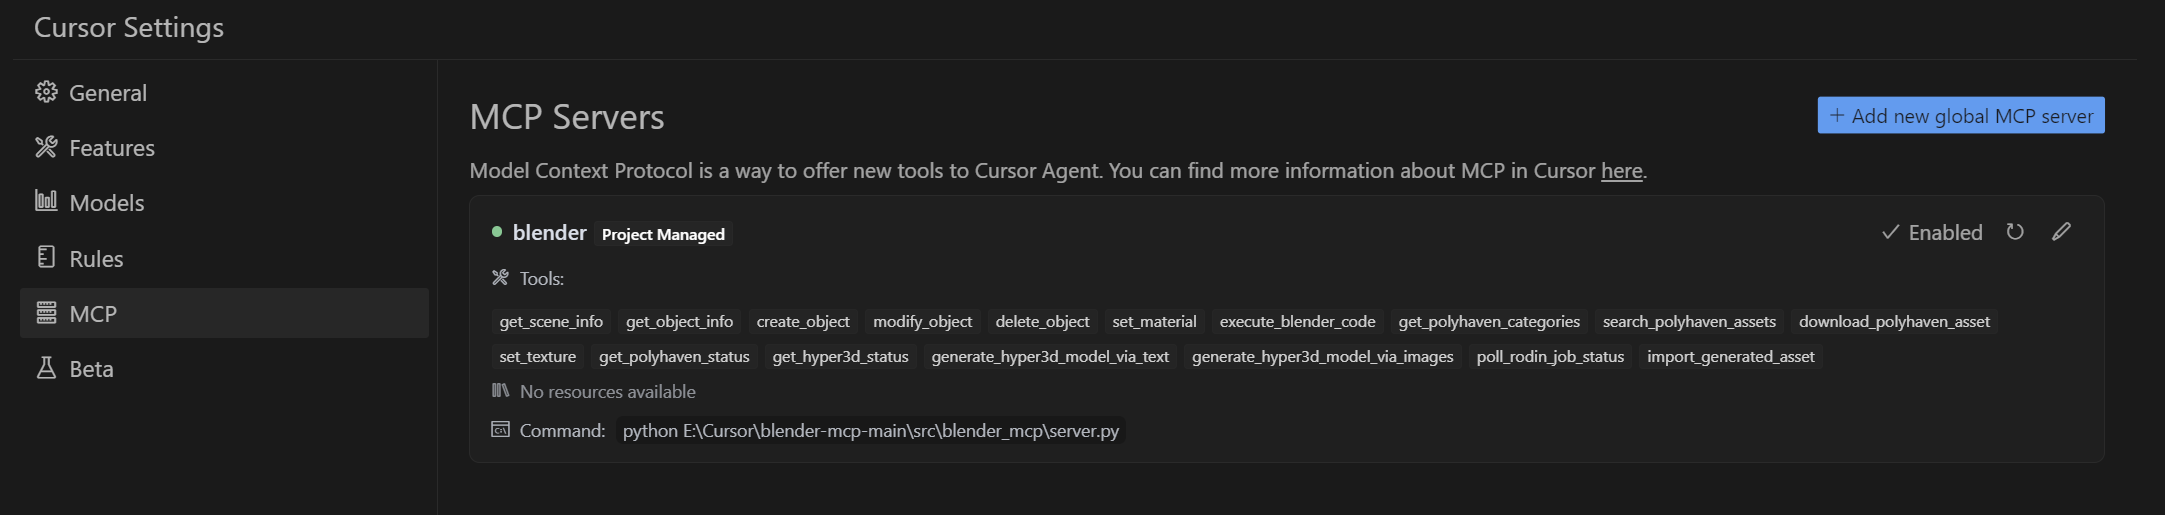 Cursor Settings
General
Features
Models
Rules
MCP
Beta
MCP Servers
+ Add new global MCP server
Model Context Protocol is a way to offer new tools to Cursor Agent. You can find more information about MCP in Cursor here.
blender Project Managed
Enabled
Tools:
get_scene_info get_object_info create_object modify_object delete_object set_material execute_blender_code get_polyhaven_categories search_polyhaven_assets download_polyhaven_asset
set_texture get_polyhaven_status get_hyper3d_status generate_hyper3d_model_via_text generate_hyper3d_model_via_images poll_rodin_job_status import_generated_asset
No resources available
Command: python E:\Cursor\blender-mcp-main\src\blender_mcp\server.py